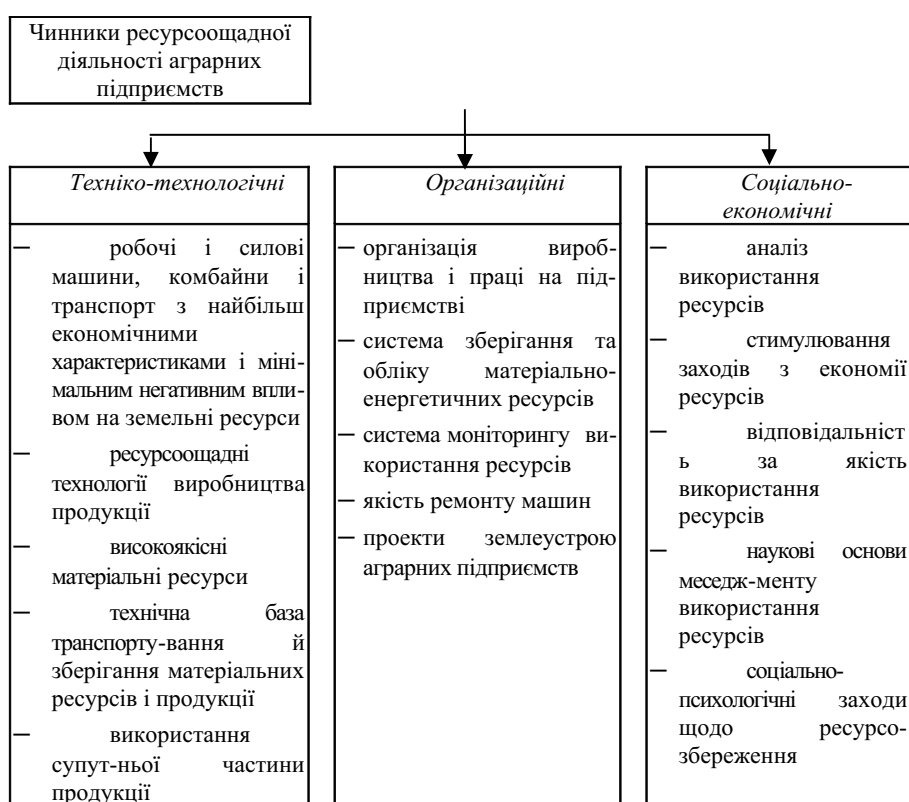 Чинники ресурсоощадної
діяльності аграрних
підприємств
Техніко-технологічні
— робочі і силові
машини, комбайни і
транспорт з найбільш
економічними
характеристиками і міні-
мальним негативним впли-
вом на земельні ресурси
— ресурсоощадні
технології виробництва
продукції
— високоякісні
матеріальні ресурси
— технічна база
транспорту-вання й
зберігання матеріальних
ресурсів і продукції
— використання
супут-ньої частини
продукції
Організаційні
— організація вироб-
ництва і праці на під-
приємстві
— система зберігання та
обліку матеріально-
енергетичних ресурсів
— система моніторингу ви-
користання ресурсів
— якість ремонту машин
— проекти землеустрою
аграрних підприємств
Соціально-
економічні
— аналіз
використання
ресурсів
— стимулювання
заходів з економії
ресурсів
— відповідальніст
ь за якість
використання
ресурсів
— наукові основи
меседж-менту
використання
ресурсів
— соціально-
психологічні заходи
щодо ресурсо-
збереження